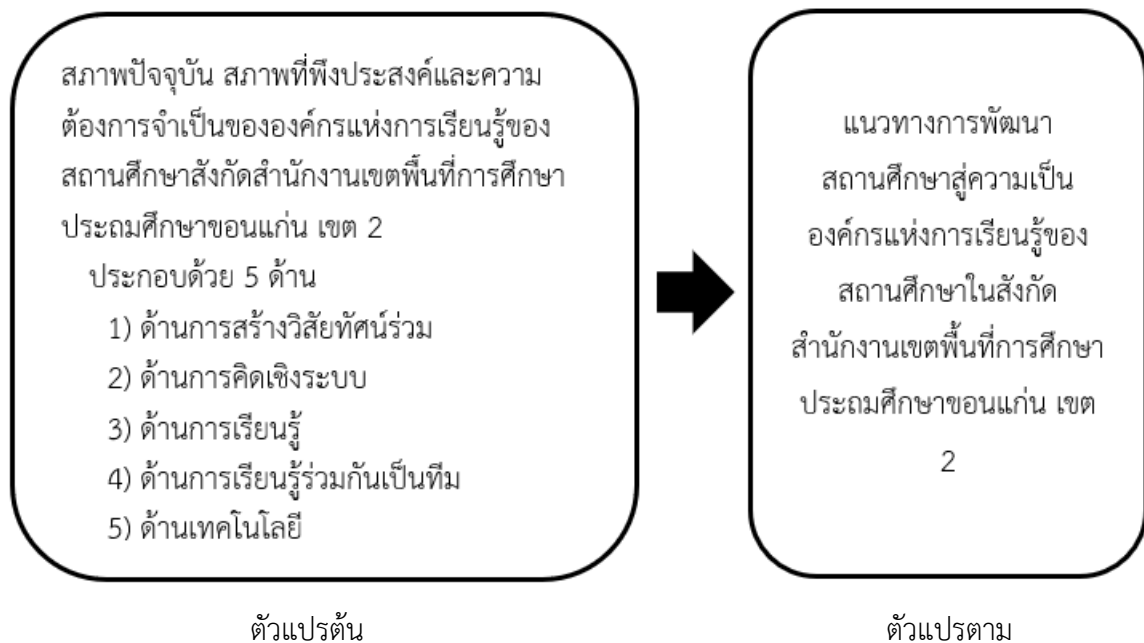 สภาพปัจจุบัน สภาพที่พึงประสงค์และความ
ต้องการจำเป็นขององค์กรแห่งการเรียนรู้ของ
สถานศึกษาสังกัดสำนักงานเขตพื้นที่การศึกษา
ประถมศึกษาขอนแก่น เขต 2
ประกอบด้วย 5 ด้าน
1) ด้านการสร้างวิสัยทัศน์ร่วม
2) ด้านการคิดเชิงระบบ
3) ด้านการเรียนรู้
4) ด้านการเรียนรู้ร่วมกันเป็นทีม
5) ด้านเทคโนโลยี
ตัวแปรต้น
แนวทางการพัฒนา
สถานศึกษาสู่ความเป็น
องค์กรแห่งการเรียนรู้ของ
สถานศึกษาในสังกัด
สำนักงานเขตพื้นที่การศึกษา
ประถมศึกษาขอนแก่น เขต
2
ตัวแปรตาม